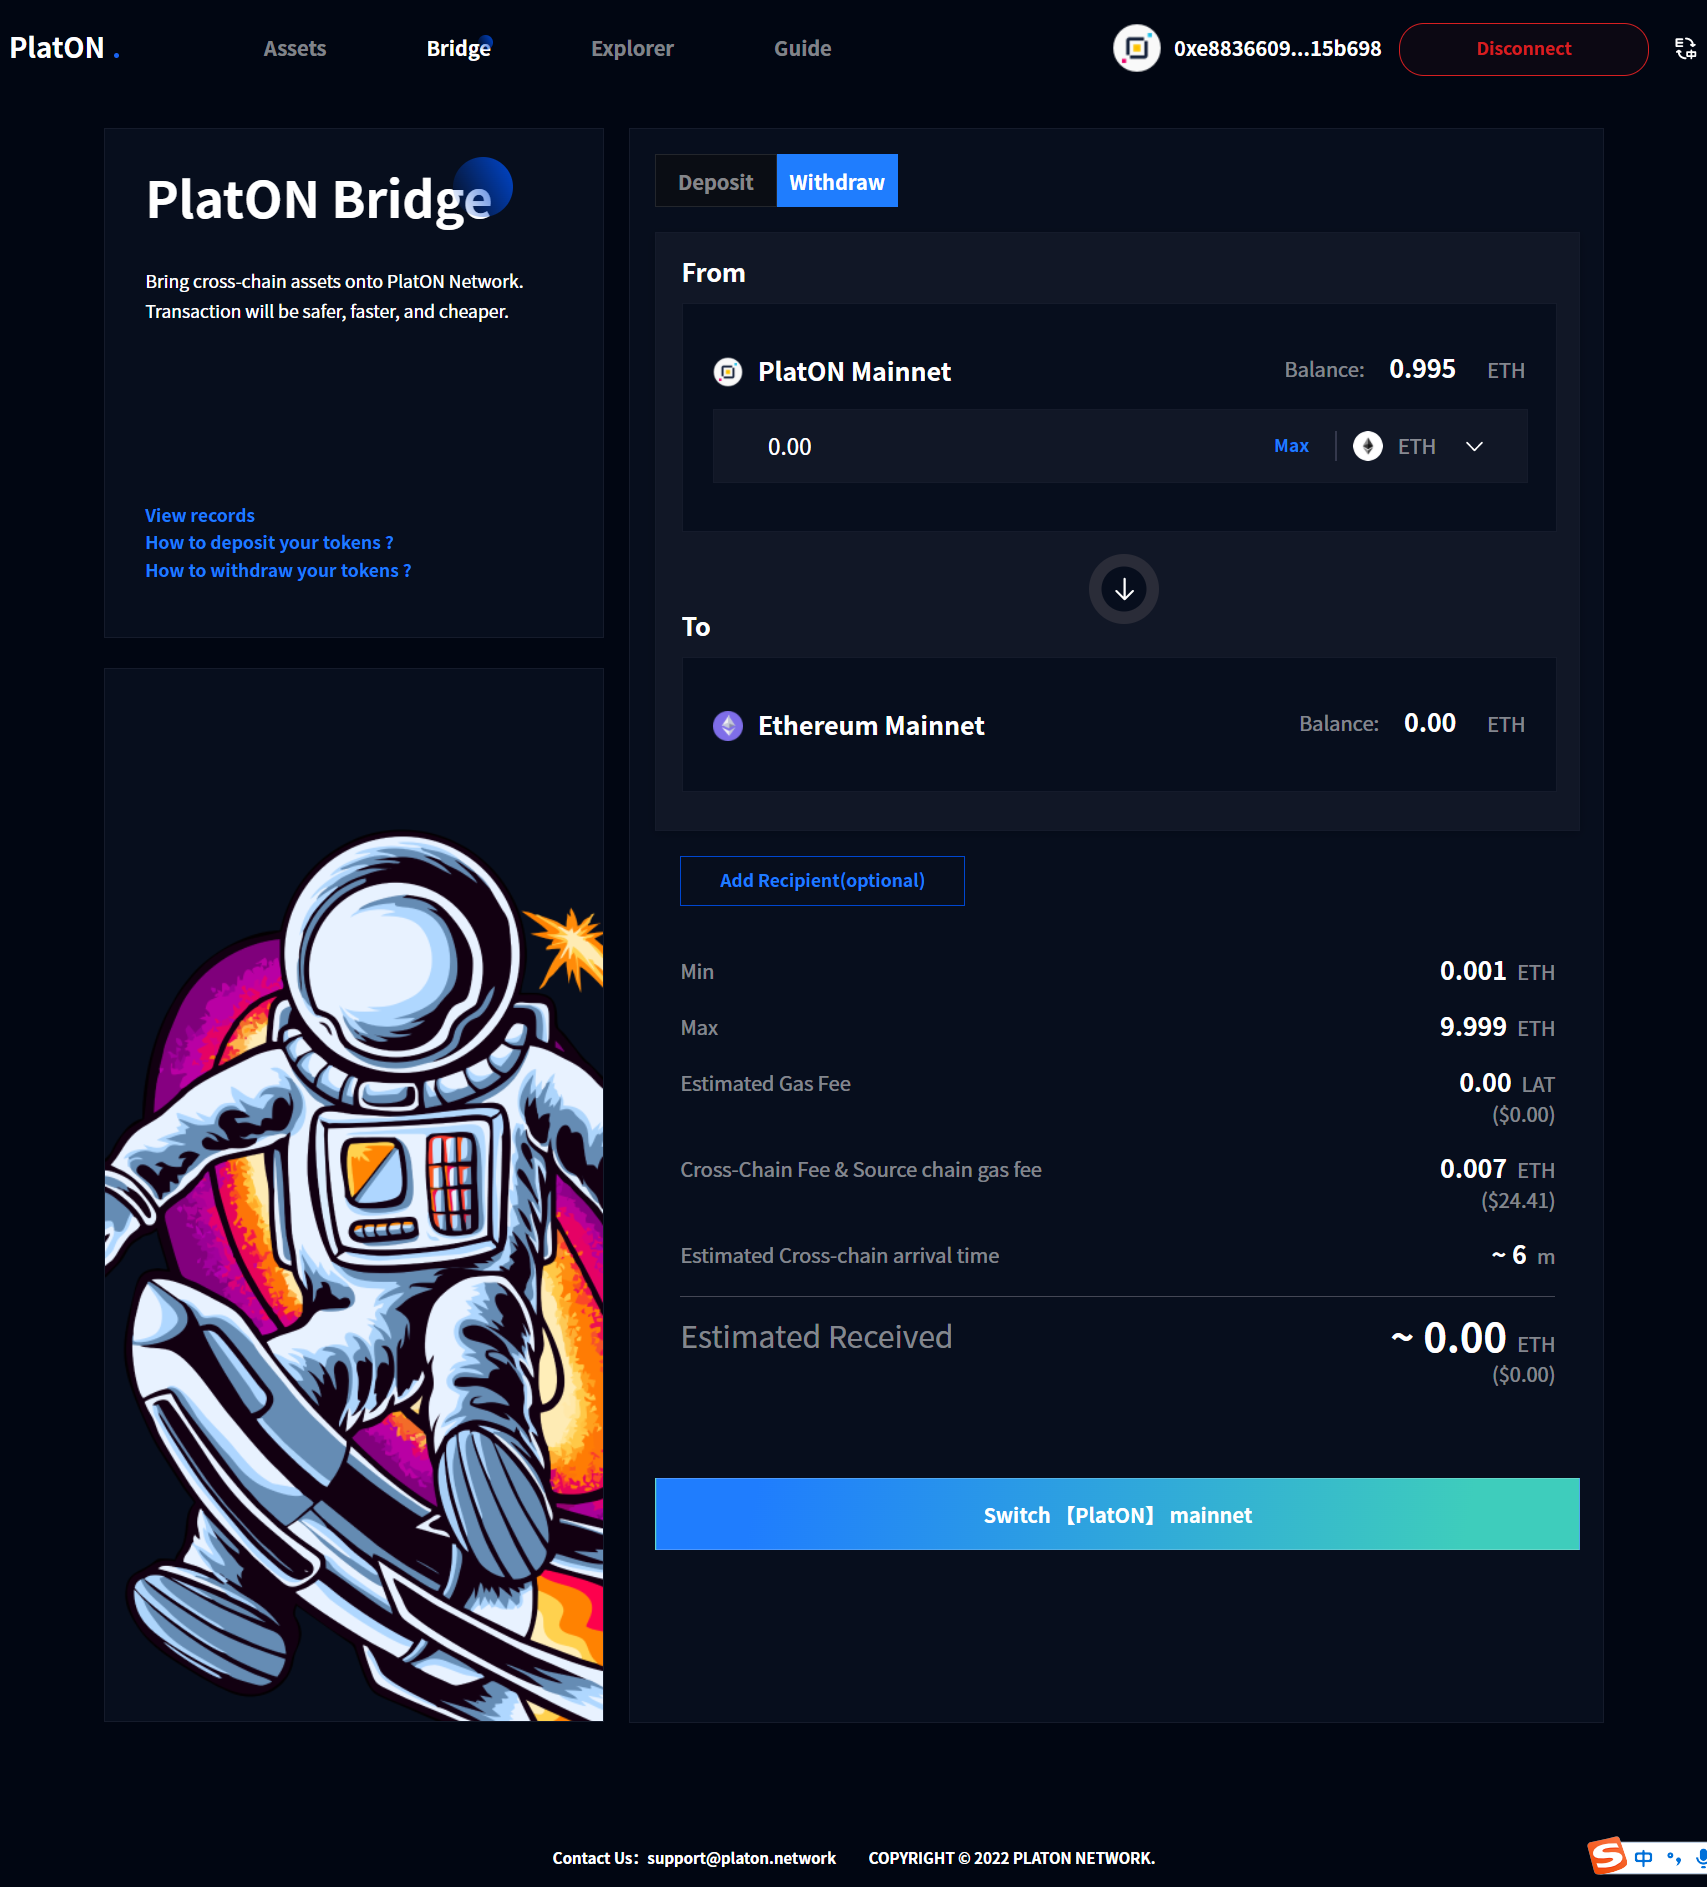 PlatON .
Assets
Bridge
Explorer
Guide
0xe8836609...15b698
Disconnect
PlatON Bridge
Bring cross-chain assets onto PlatON Network.
Transaction will be safer, faster, and cheaper.
View records
How to deposit your tokens ?
How to withdraw your tokens ?
Deposit
Withdraw
From
PlatON Mainnet
Balance: 0.995 ETH
0.00
Max
ETH
To
Ethereum Mainnet
Balance: 0.00 ETH
Add Recipient(optional)
Min 0.001 ETH
Max 9.999 ETH
Estimated Gas Fee 0.00 LAT
($0.00)
Cross-Chain Fee & Source chain gas fee 0.007 ETH
($24.41)
Estimated Cross-chain arrival time ~ 6 m
Estimated Received ~ 0.00 ETH
($0.00)
Switch 【PlatON】 mainnet
Contact Us：support@platon.network COPYRIGHT © 2022 PLATON NETWORK.
S 中